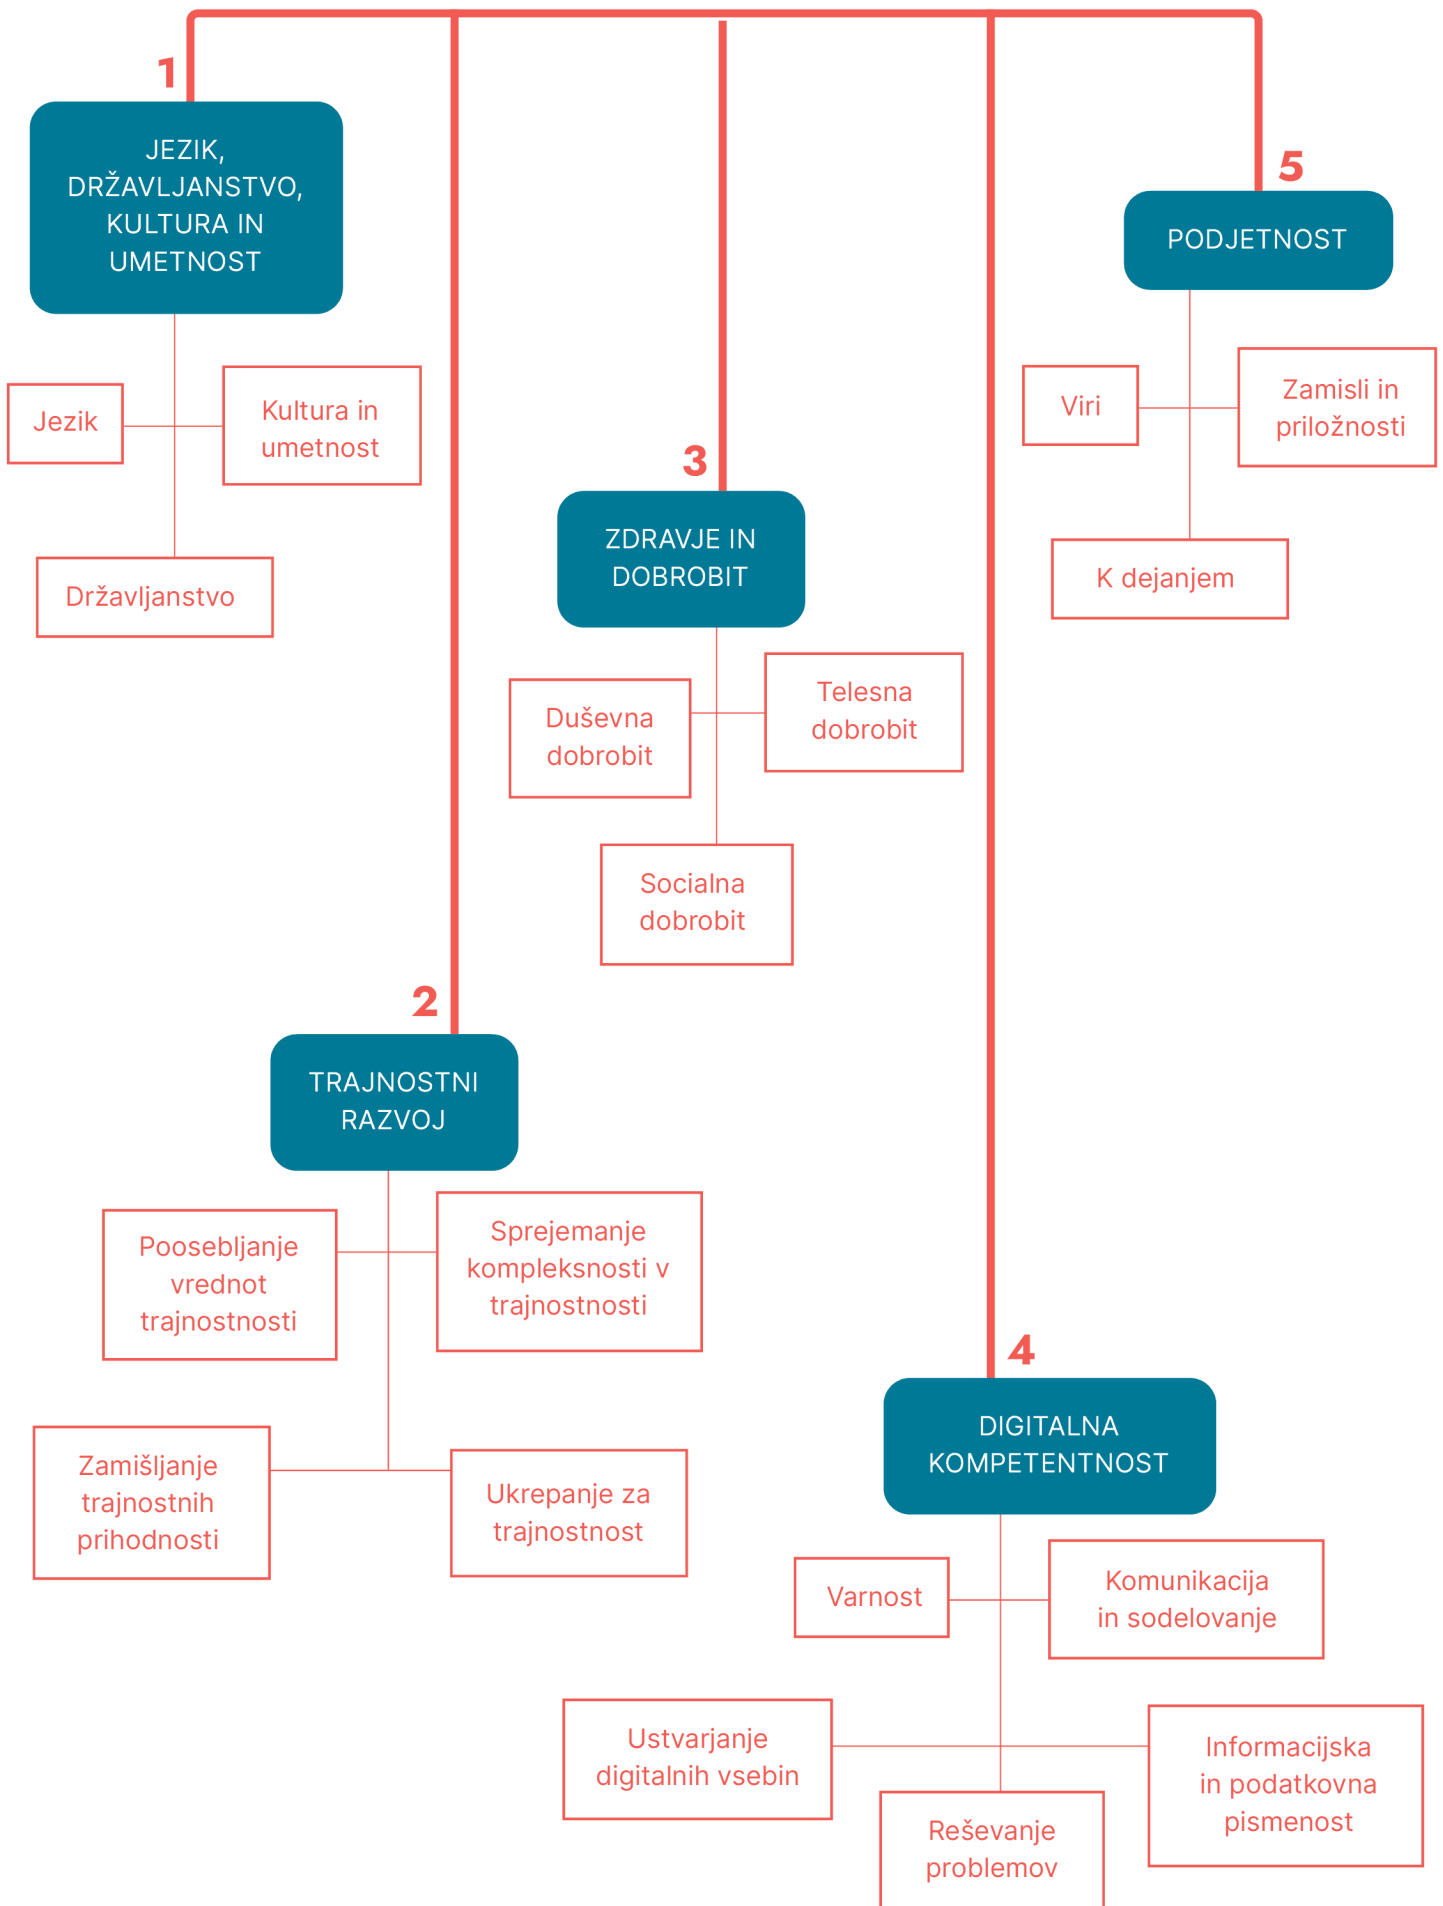 1
JEZIK,
DRŽAVLJANSTVO,
KULTURA IN
UMETNOST
Jezik
Kultura in
umetnost
Državljanstvo
2
TRAJNOSTNI
RAZVOJ
Poosebljanje
vrednot
trajnostnosti
Sprejemanje
kompleksnosti v
trajnostnosti
Zamišljanje
trajnostnih
prihodnosti
Ukrepanje za
trajnostnost
3
ZDRAVJE IN
DOBROBIT
Duševna
dobrobit
Telesna
dobrobit
Socialna
dobrobit
4
DIGITALNA
KOMPETENTNOST
Varnost
Komunikacija
in sodelovanje
Ustvarjanje
digitalnih vsebin
Informacijska
in podatkovna
pismenost
Reševanje
problemov
5
PODJETNOST
Viri
Zamisli in
priložnosti
K dejanjem